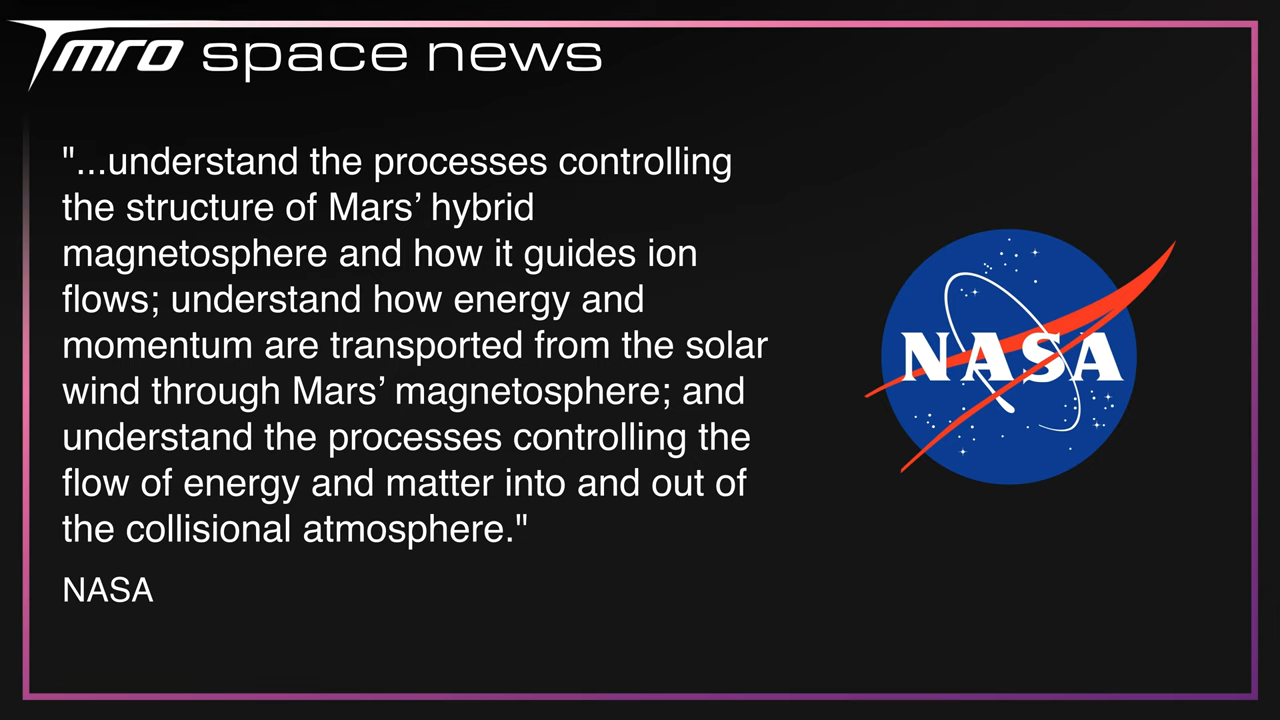 TMRO space news
"...understand the processes controlling
the structure of Mars’ hybrid
magnetosphere and how it guides ion
flows; understand how energy and
momentum are transported from the solar
wind through Mars’ magnetosphere; and
understand the processes controlling the
flow of energy and matter into and out of
the collisional atmosphere."
NASA
NASA